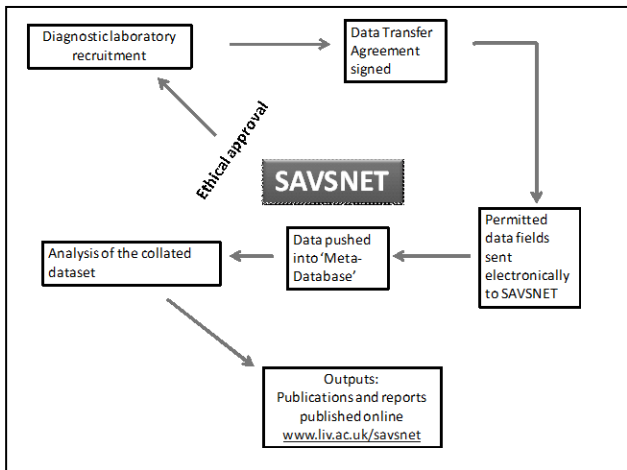 Diagnostic laboratory
recruitment
Data Transfer
Agreement
signed
Ethical approval
SAVSNET
Permitted
data fields
sent
electronically
to SAVSNET
Data pushed
into ‘Meta-
Database’
Analysis of the collated
dataset
Outputs:
Publications and reports
published online
www.liv.ac.uk/savsnet